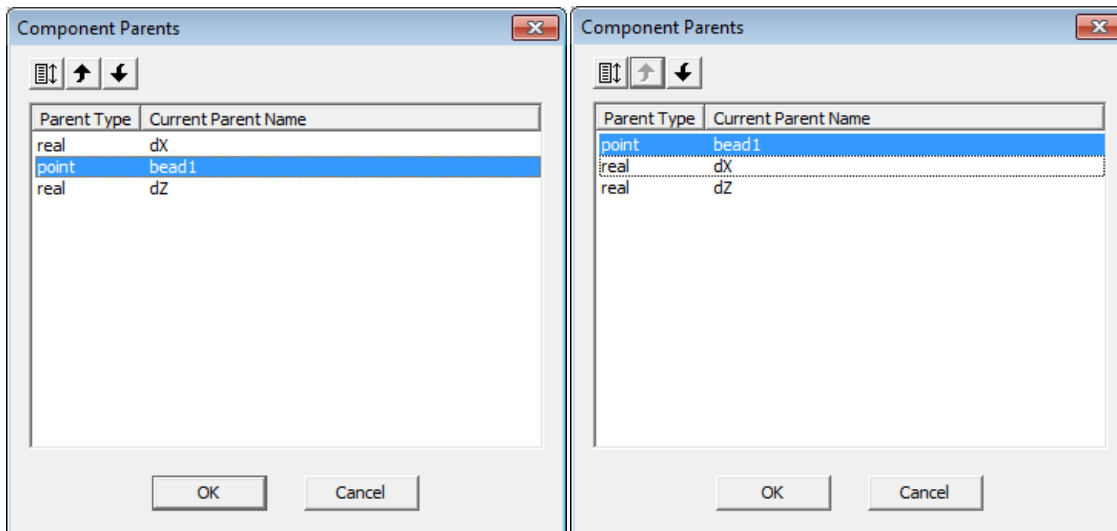 Component Parents
Parent Type Current Parent Name
real dX
point bead1
real dZ
OK Cancel
Component Parents
Parent Type Current Parent Name
point bead1
real dX
real dZ
OK Cancel